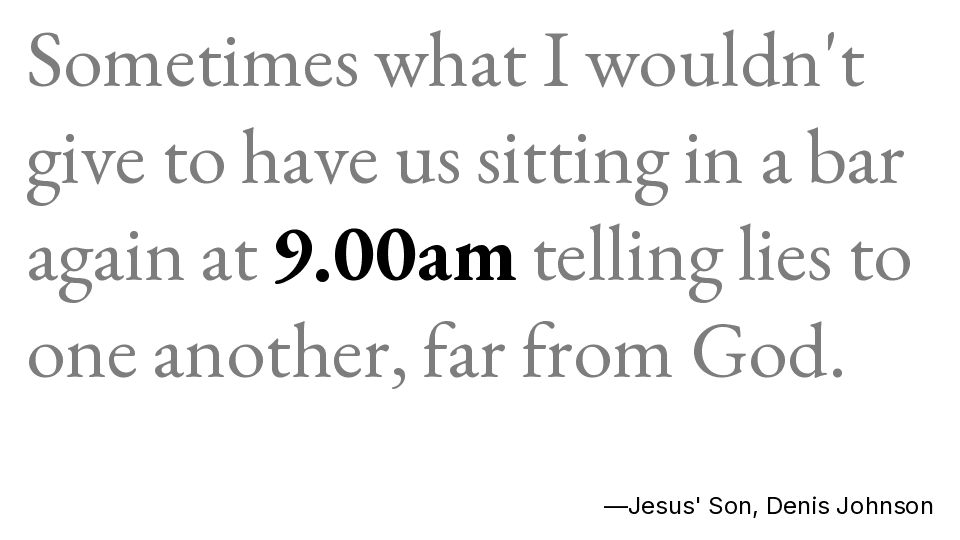 Sometimes what I wouldn't
give to have us sitting in a bar
again at 9.00am telling lies to
one another, far from God.
—Jesus' Son, Denis Johnson